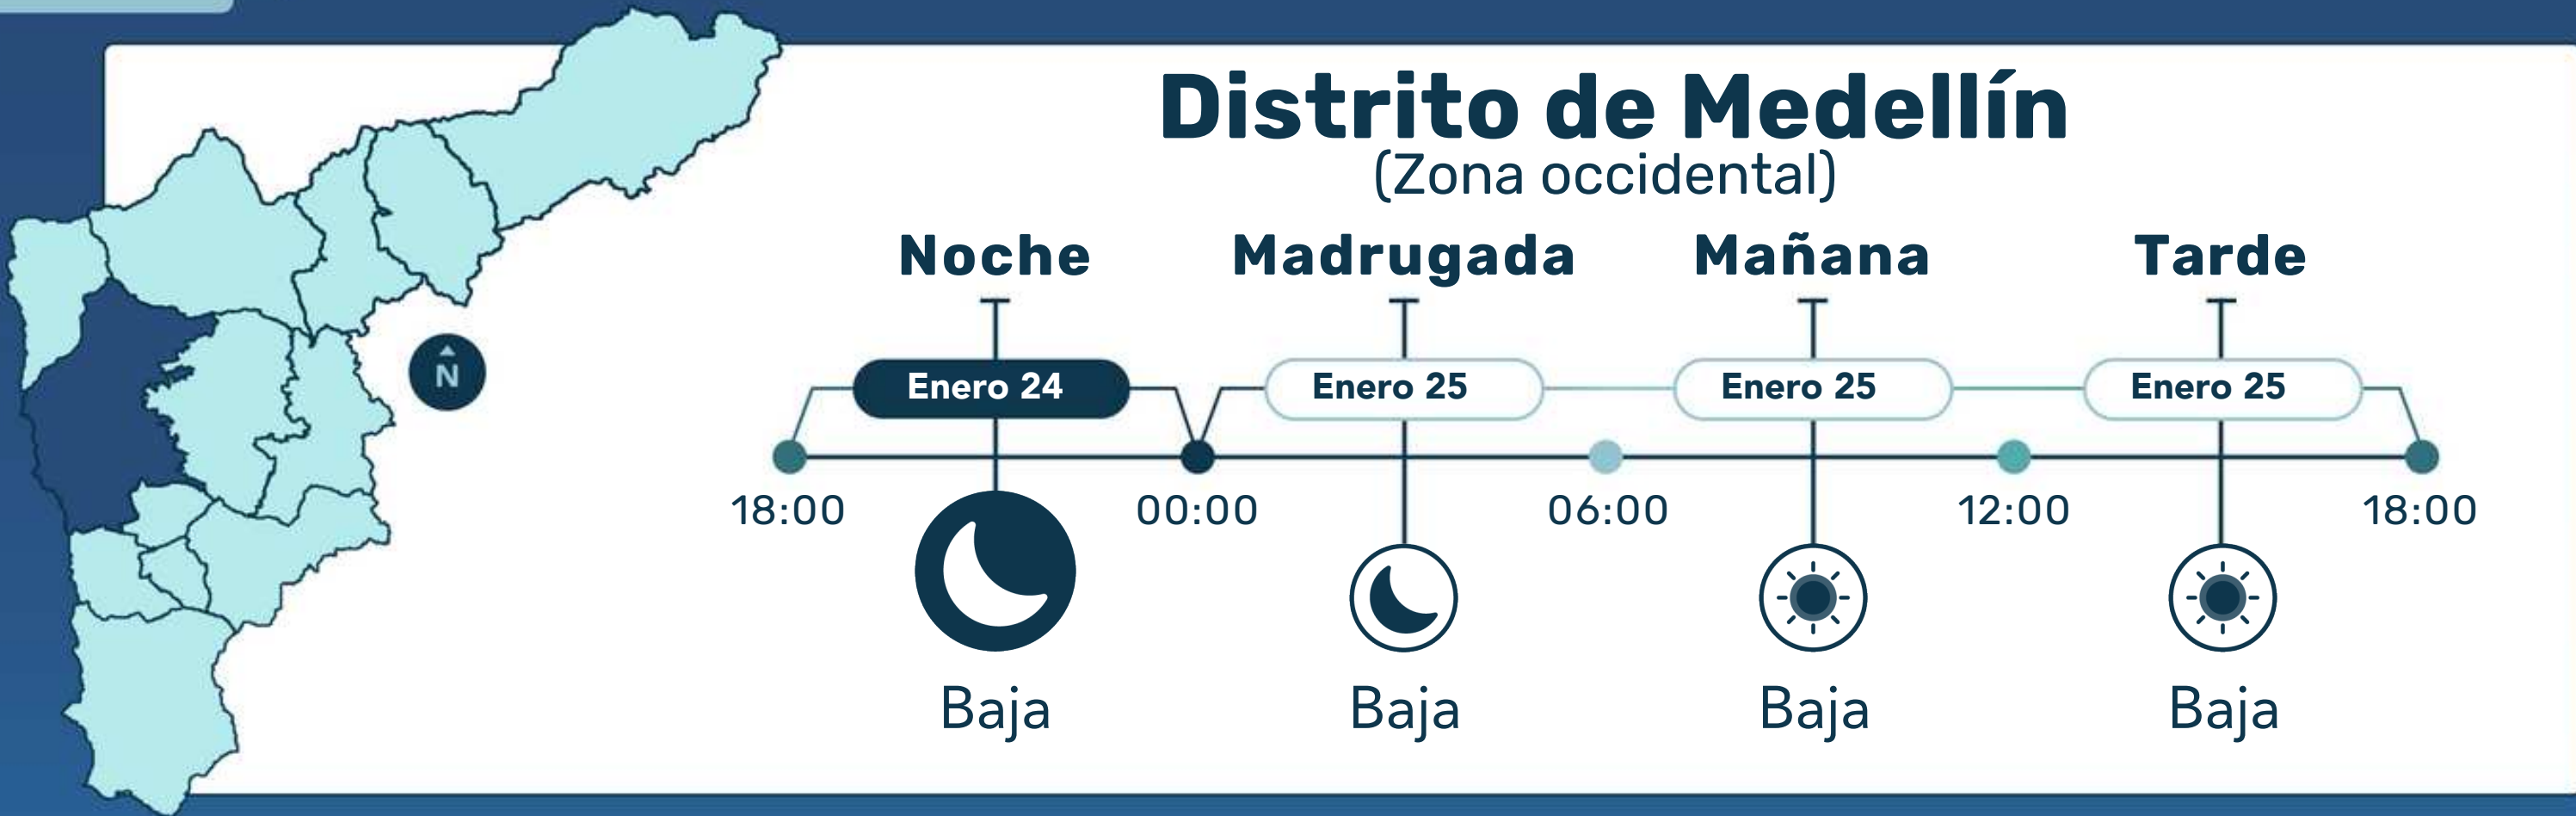 Distrito de Medellín
(Zona occidental)
Noche Madrugada Mañana Tarde
Enero 24 Enero 25 Enero 25 Enero 25
N
18:00 00:00 06:00 12:00 18:00
Baja Baja Baja Baja